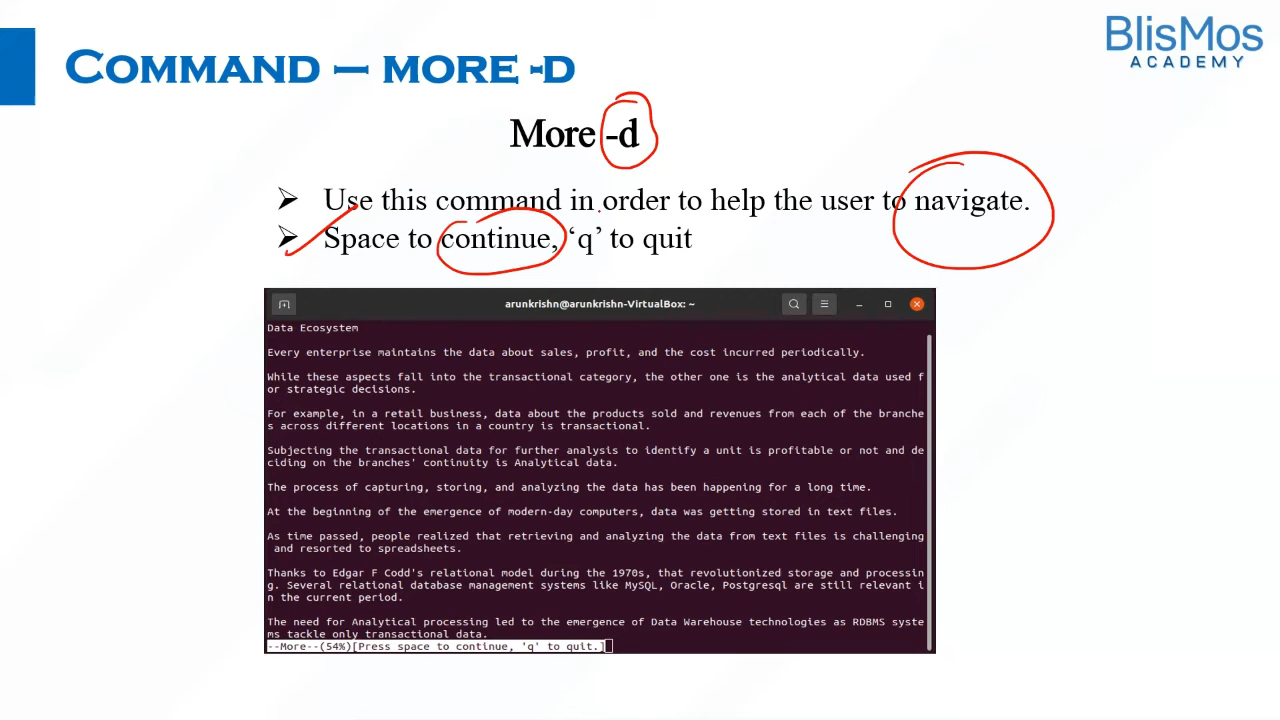 BlisMos
ACADEMY
COMMAND – MORE -D
More -d
➢ Use this command in order to help the user to navigate.
➢ Space to continue, ‘q’ to quit
arunkrishn@arunkrishn-VirtualBox: ~
Data Ecosystem
Every enterprise maintains the data about sales, profit, and the cost incurred periodically.
While these aspects fall into the transactional category, the other one is the analytical data used f
or strategic decisions.
For example, in a retail business, data about the products sold and revenues from each of the branche
s across different locations in a country is transactional.
Subjecting the transactional data for further analysis to identify a unit is profitable or not and de
ciding on the branches' continuity is Analytical data.
The process of capturing, storing, and analyzing the data has been happening for a long time.
At the beginning of the emergence of modern-day computers, data was getting stored in text files.
As time passed, people realized that retrieving and analyzing the data from text files is challenging
and resorted to spreadsheets.
Thanks to Edgar F Codd's relational model during the 1970s, that revolutionized storage and processin
g. Several relational database management systems like MySQL, Oracle, Postgresql are still relevant i
n the current period.
The need for Analytical processing led to the emergence of Data Warehouse technologies as RDBMS syste
ms tackle only transactional data.
--More--(54%)[Press space to continue, 'q' to quit.]